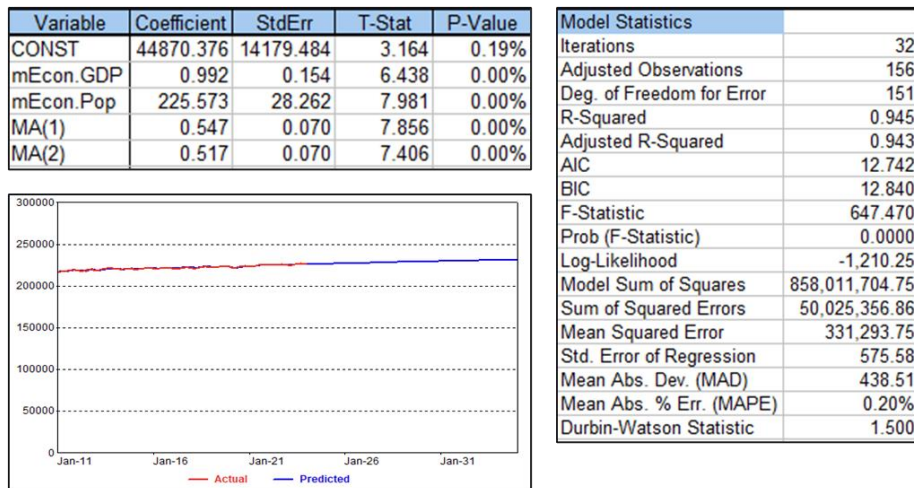 Variable Coefficient StdErr T-Stat P-Value
CONST 44870.376 14179.484 3.164 0.19%
mEcon.GDP 0.992 0.154 6.438 0.00%
mEcon.Pop 225.573 28.262 7.981 0.00%
MA(1) 0.547 0.070 7.856 0.00%
MA(2) 0.517 0.070 7.406 0.00%
300000
250000
200000
150000
100000
50000
0
Jan-11 Jan-16 Jan-21 Jan-26 Jan-31
Actual Predicted
Model Statistics
Iterations 32
Adjusted Observations 156
Deg. of Freedom for Error 151
R-Squared 0.945
Adjusted R-Squared 0.943
AIC 12.742
BIC 12.840
F-Statistic 647.470
Prob (F-Statistic) 0.0000
Log-Likelihood -1,210.25
Model Sum of Squares 858,011,704.75
Sum of Squared Errors 50,025,356.86
Mean Squared Error 331,293.75
Std. Error of Regression 575.58
Mean Abs. Dev. (MAD) 438.51
Mean Abs. % Err. (MAPE) 0.20%
Durbin-Watson Statistic 1.500